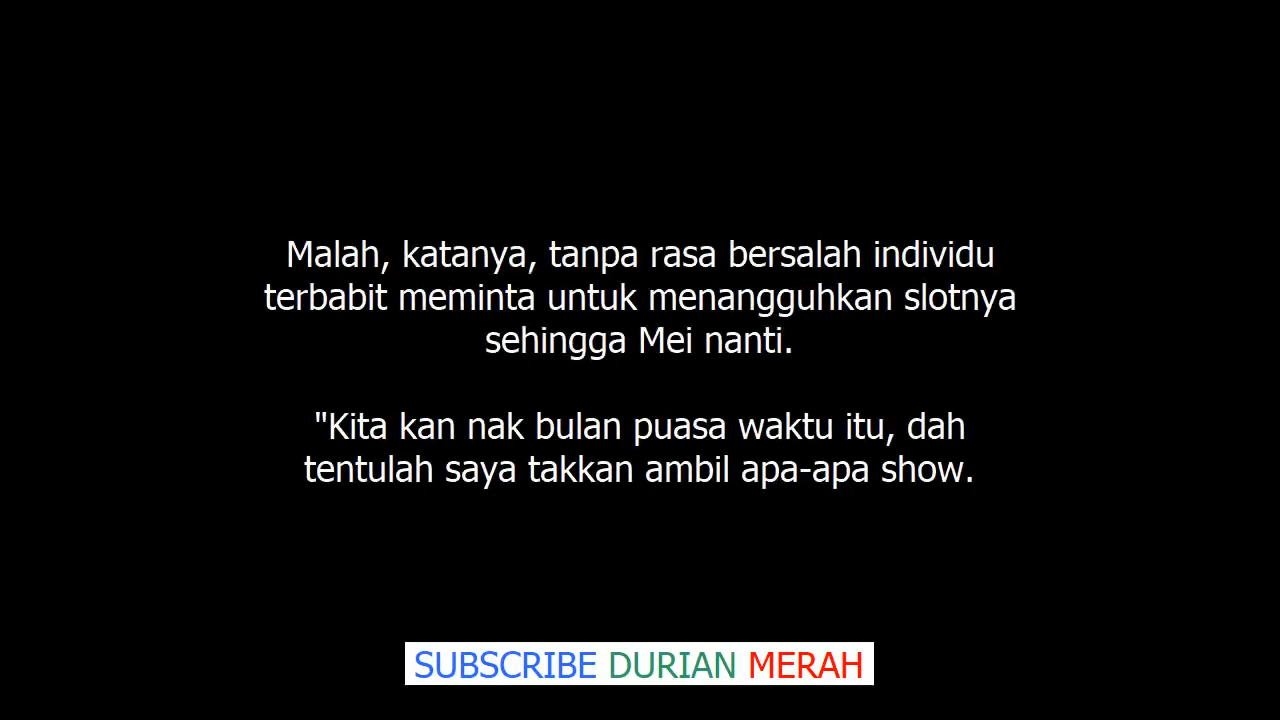 Malah, katanya, tanpa rasa bersalah individu
terbabit meminta untuk menangguhkan slotnya
sehingga Mei nanti.
"Kita kan nak bulan puasa waktu itu, dah
tentulah saya takkan ambil apa-apa show.
SUBSCRIBE DURIAN MERAH